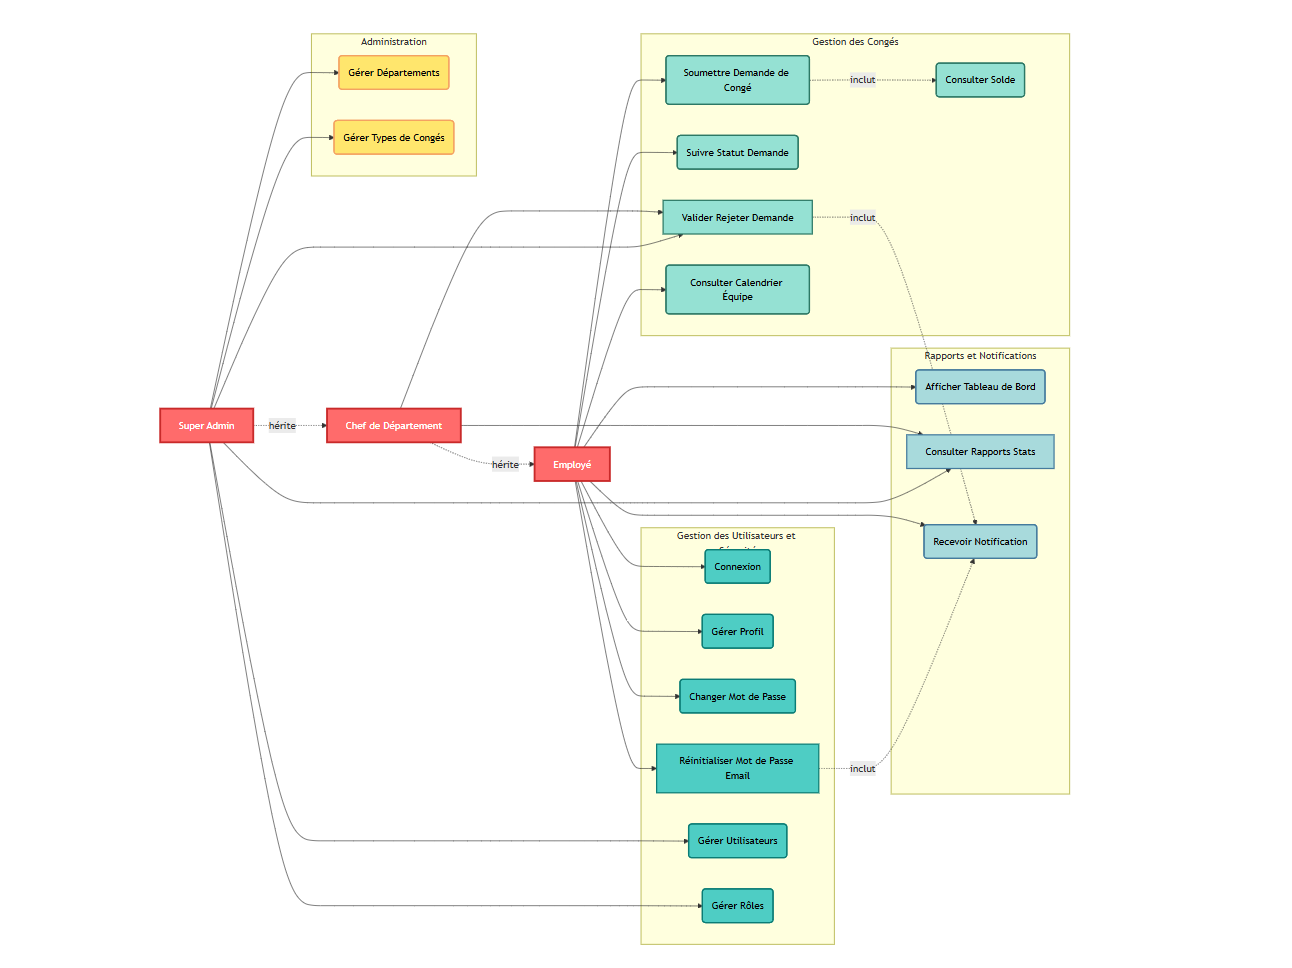 Administration
Gérer Départements
Gérer Types de Congés
Gestion des Congés
Soumettre Demande de
Congé
inclut
Consulter Solde
Suivre Statut Demande
Valider Rejeter Demande
inclut
Consulter Calendrier
Équipe
Rapports et Notifications
Afficher Tableau de Bord
Consulter Rapports Stats
Recevoir Notification
Super Admin
hérite
Chef de Département
hérite
Employé
Gestion des Utilisateurs et
Connexion
Gérer Profil
Changer Mot de Passe
Réinitialiser Mot de Passe
Email
inclut
Gérer Utilisateurs
Gérer Rôles